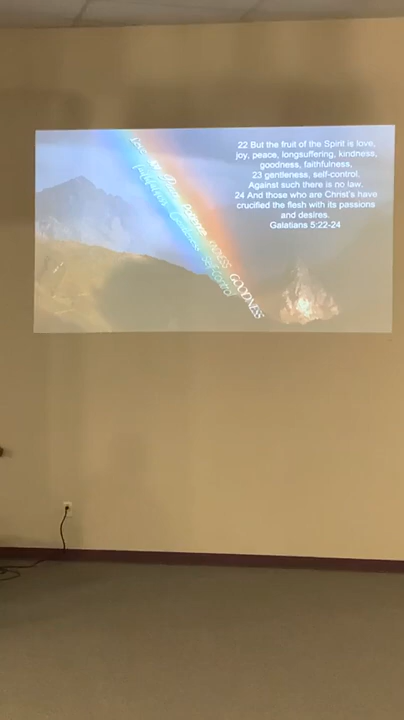 22 But the fruit of the Spirit is love,
joy, peace, longsuffering, kindness,
goodness, faithfulness,
23 gentleness, self-control.
Against such there is no law.
24 And those who are Christ's have
crucified the flesh with its passions
and desires.
Galatians 5:22-24
GOODNESS